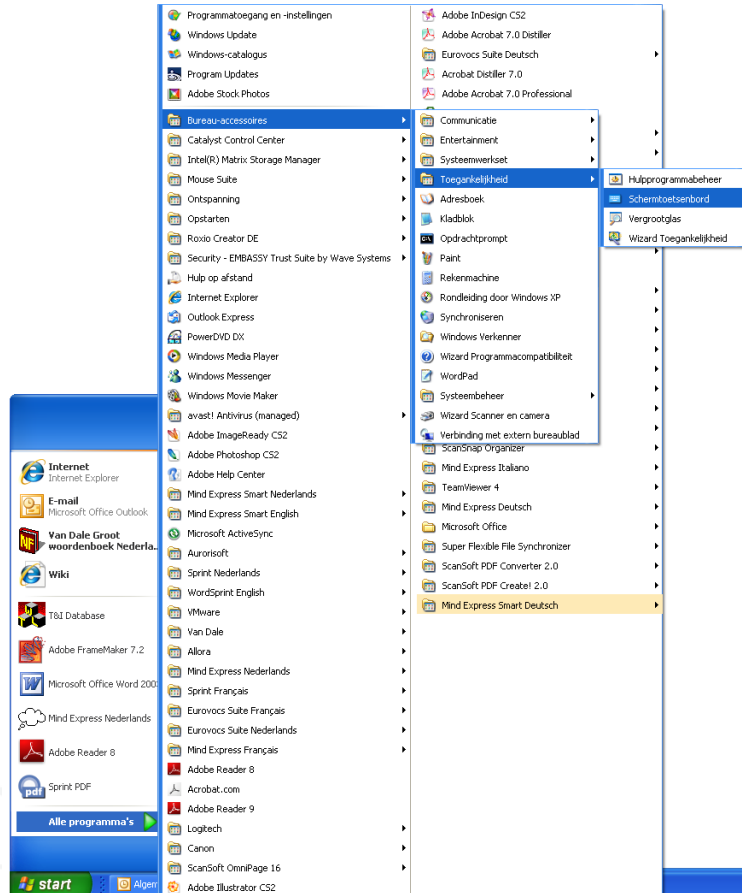 Programmatoegang en -instellingen
Windows Update
Windows-catalogus
Program Updates
Adobe Stock Photos
Bureau-accessoires
Catalyst Control Center
Intel(R) Matrix Storage Manager
Mouse Suite
Ontspanning
Opstarten
Roxio Creator DE
Security - EMBASSY Trust Suite by Wave Systems
Hulp op afstand
Internet Explorer
Outlook Express
PowerDVD DX
Windows Media Player
Windows Messenger
Windows Movie Maker
avast! Antivirus (managed)
Adobe ImageReady CS2
Adobe Photoshop CS2
Adobe Help Center
Mind Express Smart Nederlands
Mind Express Smart English
Microsoft ActiveSync
Aurorisoft
Sprint Nederlands
WordSprint English
VMware
Van Dale
Allora
Mind Express Nederlands
Sprint Français
Eurovocs Suite Français
Eurovocs Suite Nederlands
Mind Express Français
Adobe Reader 8
Acrobat.com
Adobe Reader 9
Logitech
Canon
ScanSoft OmniPage 16
Adobe Illustrator CS2
Adobe InDesign CS2
Adobe Acrobat 7.0 Distiller
Eurovocs Suite Deutsch
Acrobat Distiller 7.0
Adobe Acrobat 7.0 Professional
Communicatie
Entertainment
Systeemwerkset
Toegankelijkheid
Adresboek
Kladblok
Opdrachtprompt
Paint
Rekenmachine
Rondleiding door Windows XP
Synchroniseren
Windows Verkenner
Wizard Programmacompatibiliteit
WordPad
Systeembeheer
Wizard Scanner en camera
Verbinding met extern bureaublad
Hulpprogrammabeheer
Schermtoetsenbord
Vergrootglas
Wizard Toegankelijkheid
ScanSnap Organizer
Mind Express Italiano
TeamViewer 4
Mind Express Deutsch
Microsoft Office
Super Flexible File Synchronizer
ScanSoft PDF Converter 2.0
ScanSoft PDF Create! 2.0
Mind Express Smart Deutsch
Internet
Internet Explorer
E-mail
Microsoft Office Outlook
Van Dale Groot
woordenboek Nederla...
Wiki
T&I Database
Adobe FrameMaker 7.2
Microsoft Office Word 200
Mind Express Nederlands
Adobe Reader 8
Sprint PDF
Alle programma's
start
Algem